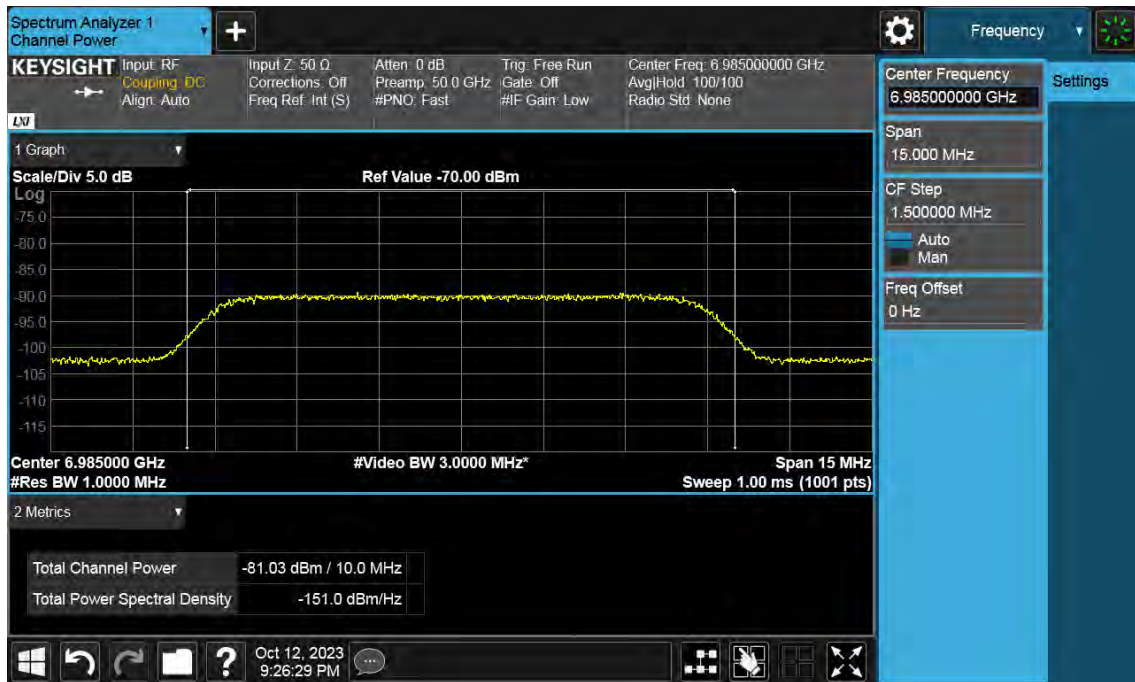 Spectrum Analyzer 1
Channel Power
+
Frequency
KEYSIGHT
Input: RF
Coupling: DC
Align: Auto
Input Z: 50 Ω
Corrections: Off
Freq Ref: Int (S)
Atten: 0 dB
Preamp: 50.0 GHz
#PNO: Fast
Trig: Free Run
Gate: Off
#IF Gain: Low
Center Freq: 6.985000000 GHz
Avg|Hold: 100/100
Radio Std: None
LXI
Center Frequency
6.985000000 GHz
Settings
Span
15.000 MHz
CF Step
1.500000 MHz
Auto
Man
Freq Offset
0 Hz
1 Graph
Scale/Div 5.0 dB
Ref Value -70.00 dBm
Log
-75.0
-80.0
-85.0
-90.0
-95.0
-100
-105
-110
-115
Center 6.985000 GHz
#Video BW 3.0000 MHz*
Span 15 MHz
#Res BW 1.0000 MHz
Sweep 1.00 ms (1001 pts)
2 Metrics
Total Channel Power
-81.03 dBm / 10.0 MHz
Total Power Spectral Density
-151.0 dBm/Hz
?
Oct 12, 2023
9:26:29 PM